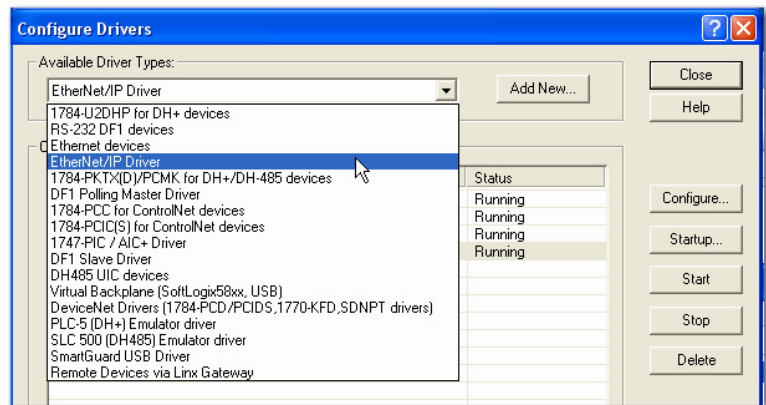 Configure Drivers
Available Driver Types:
EtherNet/IP Driver
Add New...
Close
Help
1784-U2DHP for DH+ devices
RS-232 DF1 devices
Ethernet devices
EtherNet/IP Driver
1784-PKTX(D)/PCMK for DH+/DH-485 devices
DF1 Polling Master Driver
1784-PCC for ControlNet devices
1784-PCIC(S) for ControlNet devices
1747-PIC / AIC+ Driver
DF1 Slave Driver
DH485 UIC devices
Virtual Backplane (SoftLogix58xx, USB)
DeviceNet Drivers (1784-PCD/PCIDS,1770-KFD,SDNPT drivers)
PLC-5 (DH+) Emulator driver
SLC 500 (DH485) Emulator driver
SmartGuard USB Driver
Remote Devices via Linx Gateway
Status
Running
Running
Running
Running
Configure...
Startup...
Start
Stop
Delete